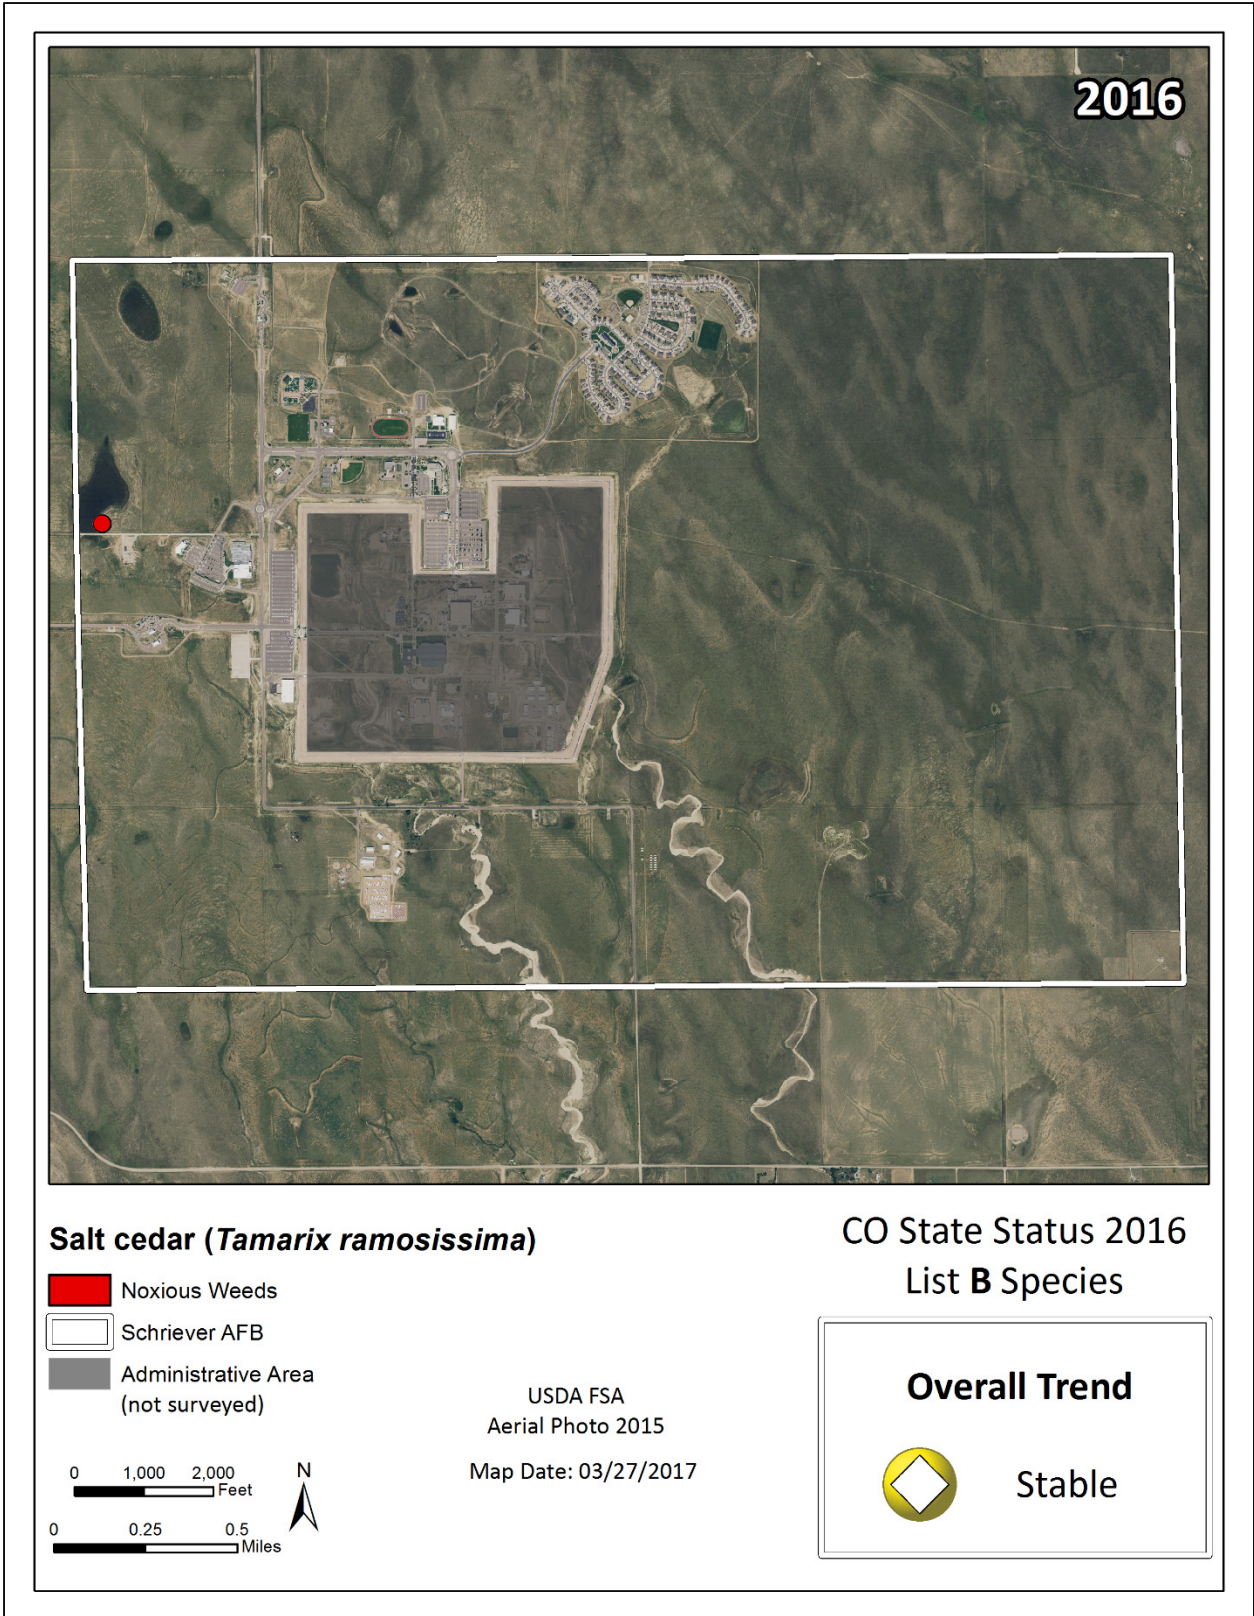 2016
Salt cedar (Tamarix ramosissima)
Noxious Weeds
Schriever AFB
Administrative Area
(not surveyed)
0 1,000 2,000
Feet
0 0.25 0.5
Miles
N
USDA FSA
Aerial Photo 2015
Map Date: 03/27/2017
CO State Status 2016
List B Species
Overall Trend
Stable